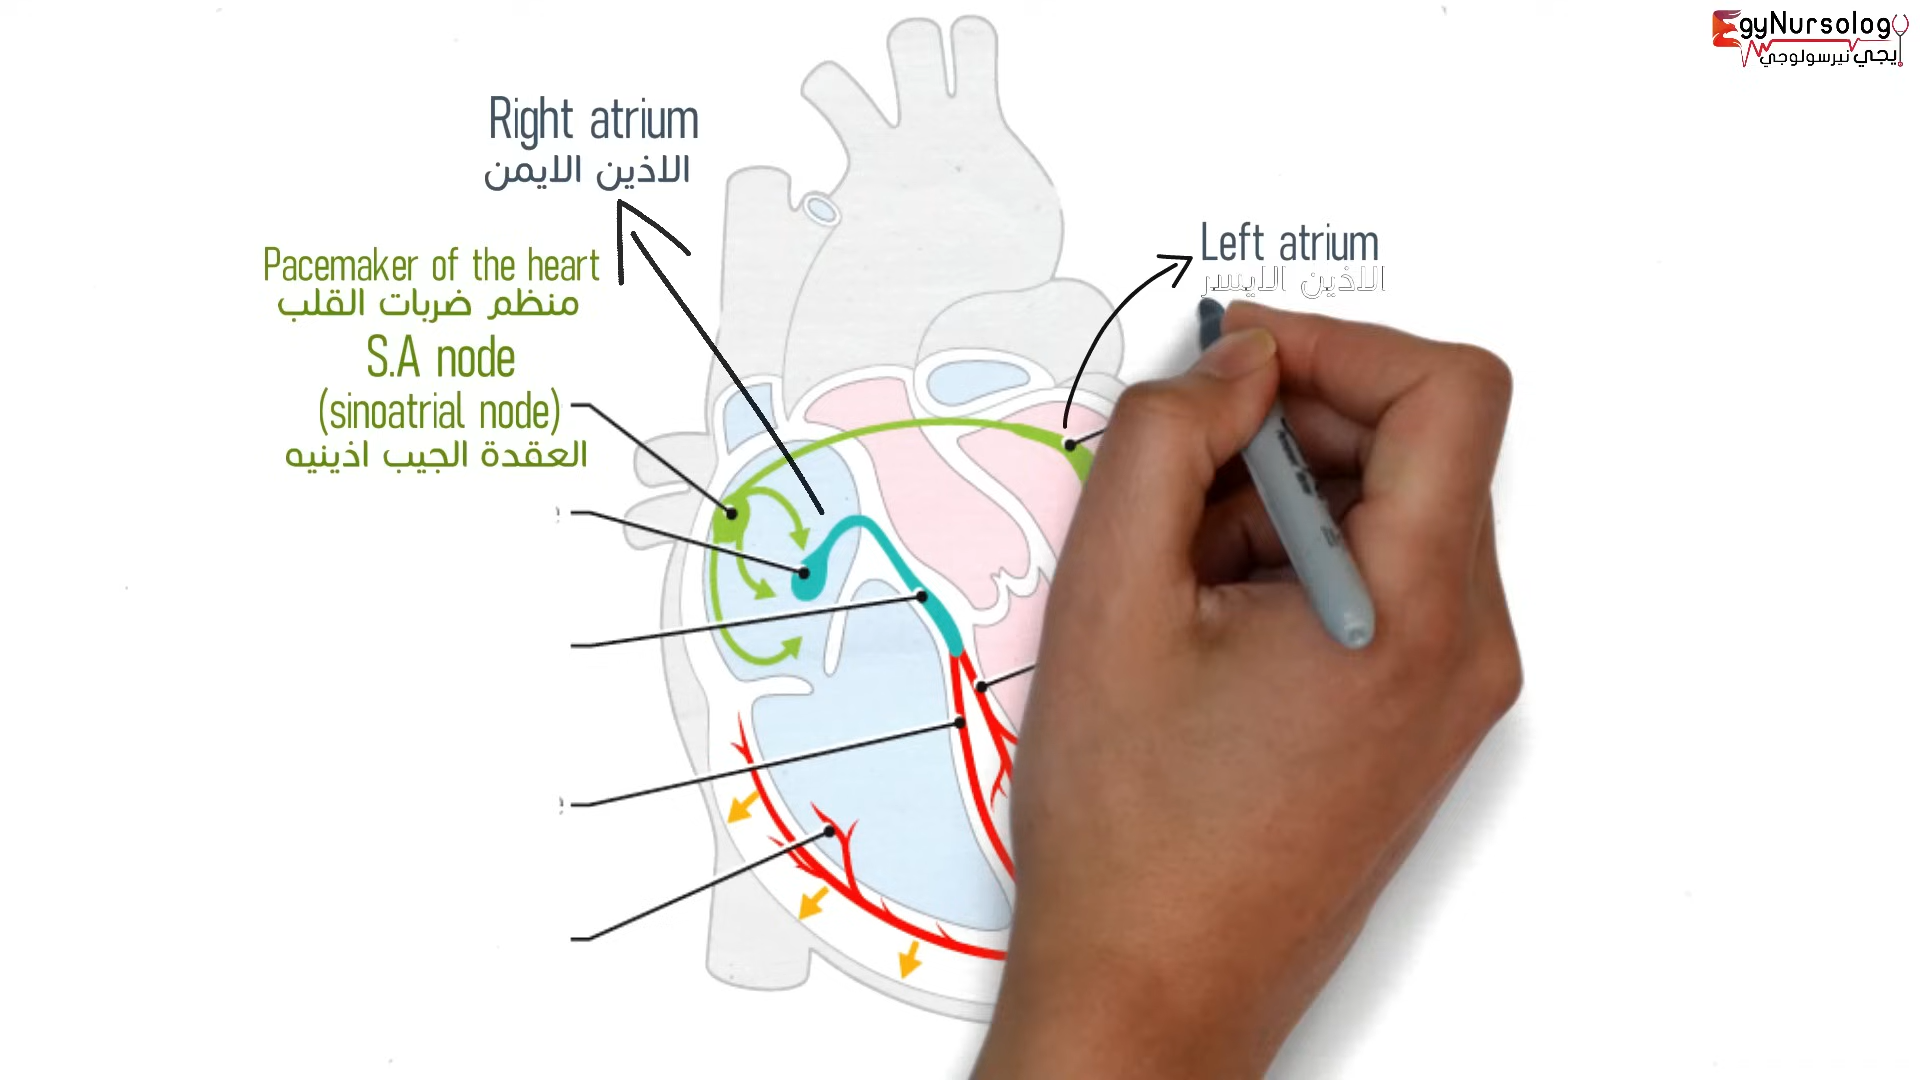 EgyNursology
إيجي نيرسولوجي
Right atrium
الاذين الايمن
Left atrium
الاذين الايسر
Pacemaker of the heart
منظم ضربات القلب
S.A node
(sinoatrial node)
العقدة الجيب اذينيه